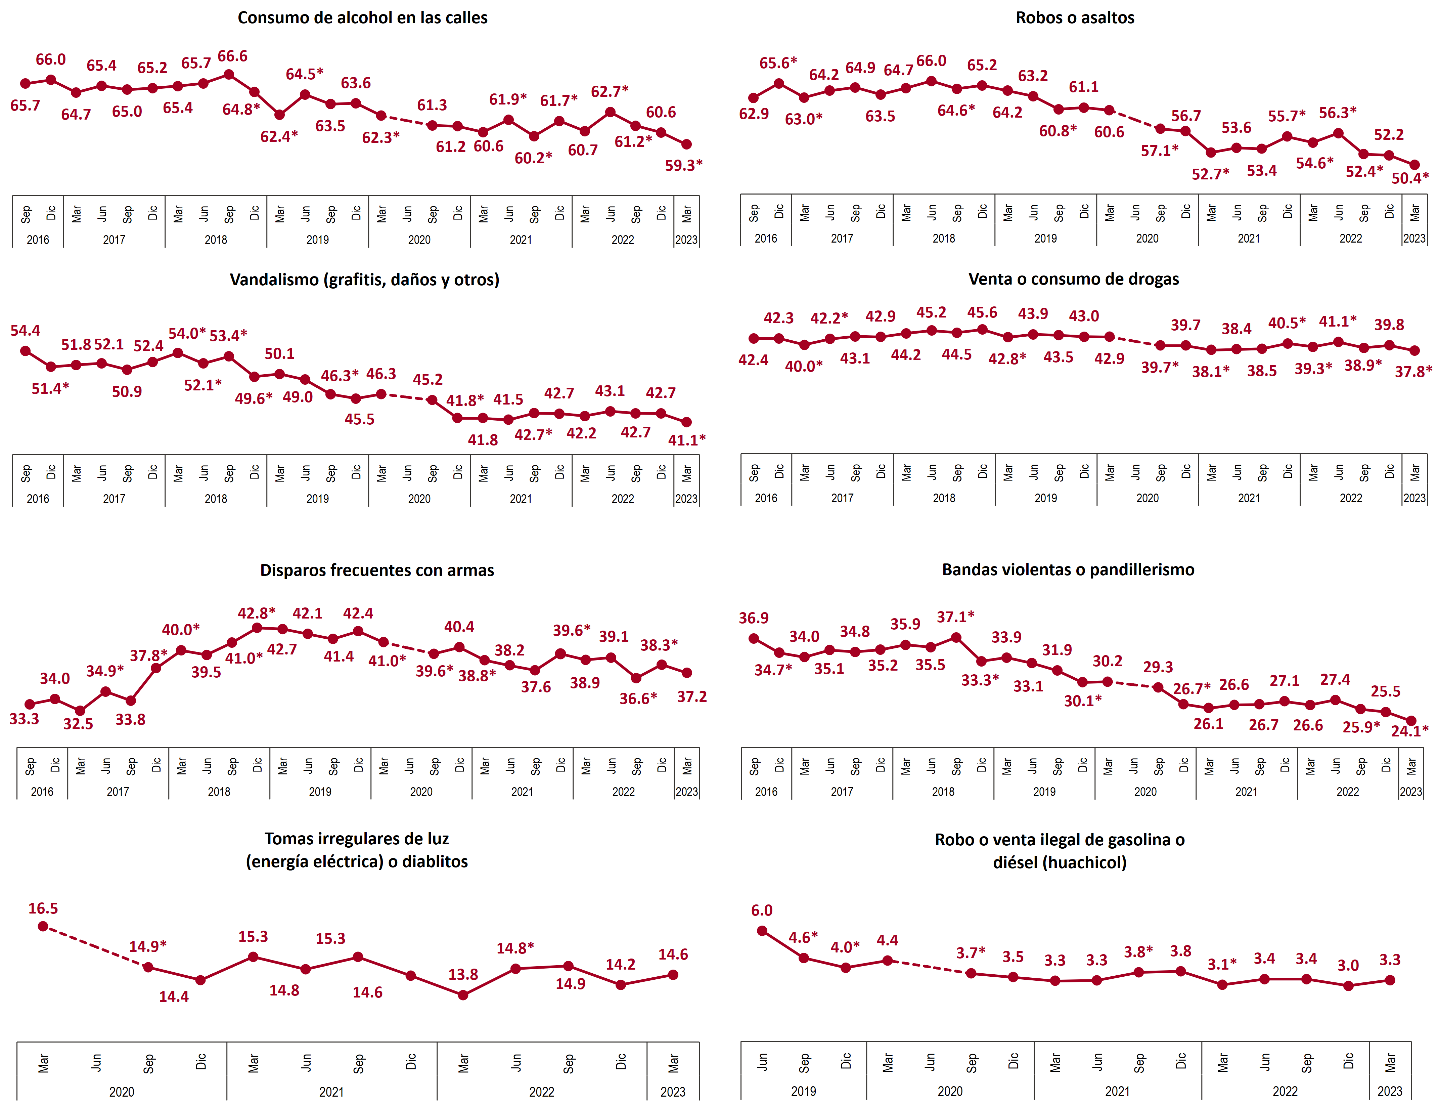 Consumo de alcohol en las calles
66.0 65.4 65.2 65.7 66.6 64.5* 63.6 61.3 61.9* 61.7* 62.7* 60.6
65.7 64.7 65.0 65.4 64.8* 62.4* 63.5 62.3* 61.2 60.6 60.2* 60.7 61.2* 59.3*
Sep Dic Mar Jun Sep Dic Mar Jun Sep Dic Mar Jun Sep Dic Mar Jun Sep Dic Mar Jun Sep Dic Mar Jun Sep Dic Mar
2016 2017 2018 2019 2020 2021 2022 2023
Robos o asaltos
65.6* 64.2 64.9 64.7 66.0 65.2 63.2 61.1 56.7 53.6 55.7* 56.3* 52.2
62.9 63.0* 63.5 64.6* 64.2 60.8* 60.6 57.1* 52.7* 53.4 54.6* 52.4* 50.4*
Sep Dic Mar Jun Sep Dic Mar Jun Sep Dic Mar Jun Sep Dic Mar Jun Sep Dic Mar Jun Sep Dic Mar Jun Sep Dic Mar
2016 2017 2018 2019 2020 2021 2022 2023
Vandalismo (grafitis, daños y otros)
54.4 51.8 52.1 52.4 54.0* 53.4* 50.1 46.3* 46.3 45.2 41.8* 41.5 42.7 43.1 42.7
51.4* 50.9 52.1* 49.6* 49.0 45.5 41.8 42.7* 42.2 42.7 41.1*
Sep Dic Mar Jun Sep Dic Mar Jun Sep Dic Mar Jun Sep Dic Mar Jun Sep Dic Mar Jun Sep Dic Mar Jun Sep Dic Mar
2016 2017 2018 2019 2020 2021 2022 2023
Venta o consumo de drogas
42.3 42.2* 42.9 45.2 45.6 43.9 43.0 39.7 38.4 40.5* 41.1* 39.8
42.4 40.0* 43.1 44.2 44.5 42.8* 43.5 42.9 39.7* 38.1* 38.5 39.3* 38.9* 37.8*
Sep Dic Mar Jun Sep Dic Mar Jun Sep Dic Mar Jun Sep Dic Mar Jun Sep Dic Mar Jun Sep Dic Mar Jun Sep Dic Mar
2016 2017 2018 2019 2020 2021 2022 2023
Disparos frecuentes con armas
34.0 34.9* 37.8* 40.0* 42.8* 42.1 42.4 40.4 38.2 39.6* 39.1 38.3*
33.3 32.5 33.8 39.5 41.0* 42.7 41.4 41.0* 39.6* 38.8* 37.6 38.9 36.6* 37.2
Sep Dic Mar Jun Sep Dic Mar Jun Sep Dic Mar Jun Sep Dic Mar Jun Sep Dic Mar Jun Sep Dic Mar Jun Sep Dic Mar
2016 2017 2018 2019 2020 2021 2022 2023
Bandas violentas o pandillerismo
36.9 34.0 34.8 35.9 37.1* 33.9 31.9 30.2 29.3 26.7* 26.6 27.1 27.4 25.5
34.7* 35.1 35.2 35.5 33.3* 33.1 30.1* 26.1 26.7 26.6 25.9* 24.1*
Sep Dic Mar Jun Sep Dic Mar Jun Sep Dic Mar Jun Sep Dic Mar Jun Sep Dic Mar Jun Sep Dic Mar Jun Sep Dic Mar
2016 2017 2018 2019 2020 2021 2022 2023
Tomas irregulares de luz
(energía eléctrica) o diablitos
16.5 14.9* 15.3 15.3 14.8* 14.2 14.6
14.4 14.8 14.6 13.8 14.9
Mar Jun Sep Dic Mar Jun Sep Dic Mar Jun Sep Dic Mar
2020 2021 2022 2023
Robo o venta ilegal de gasolina o
diésel (huachicol)
6.0 4.6* 4.0* 4.4 3.7* 3.5 3.3 3.3 3.8* 3.8 3.1* 3.4 3.4 3.0 3.3
Jun Sep Dic Mar Jun Sep Dic Mar Jun Sep Dic Mar Jun Sep Dic Mar
2019 2020 2021 2022 2023